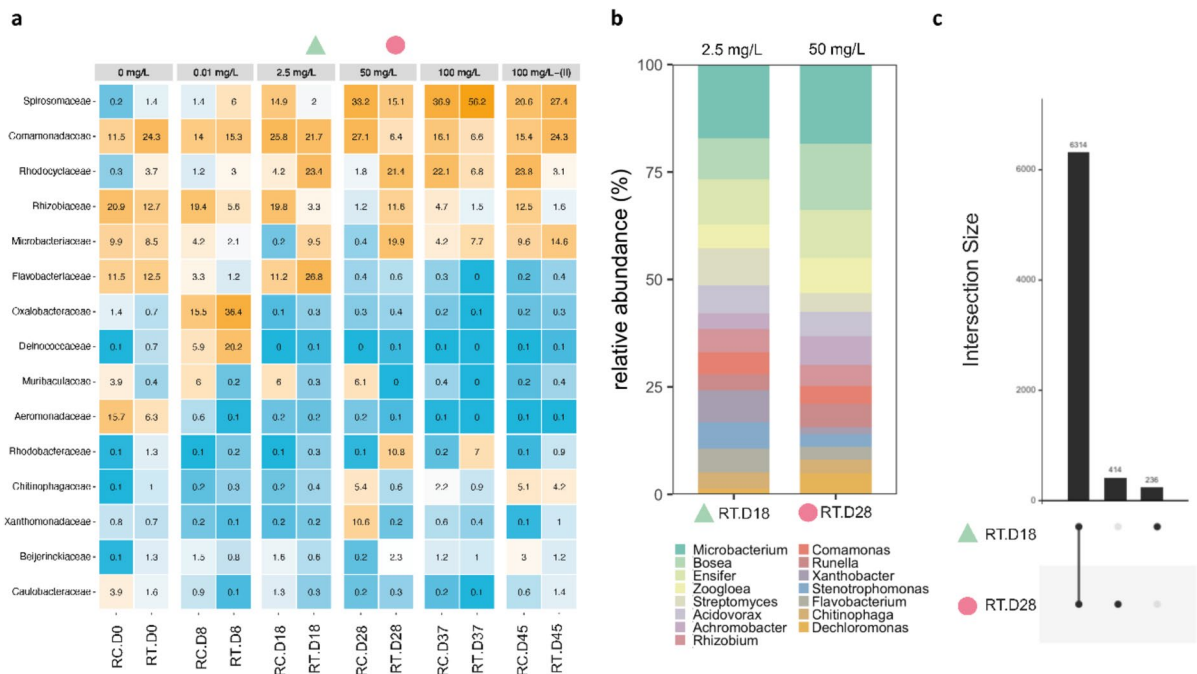 a
0 mg/L 0.01 mg/L 2.5 mg/L 50 mg/L 100 mg/L 100 mg/L-(II)
Spirosomaceae 0.2 1.4 1.4 6 14.9 2 33.2 15.1 36.9 56.2 20.6 27.4
Comamonadaceae 11.5 24.3 14 15.3 25.8 21.7 27.1 6.4 16.1 6.6 15.4 24.3
Rhodocyclaceae 0.3 3.7 1.2 3 4.2 23.4 1.8 21.4 22.1 6.8 23.8 3.1
Rhizobiaceae 20.9 12.7 19.4 5.6 19.8 3.3 1.2 11.6 4.7 1.5 12.5 1.6
Microbacteriaceae 9.9 8.5 4.2 2.1 0.2 9.5 0.4 19.9 4.2 7.7 9.6 14.6
Flavobacteriaceae 11.5 12.5 3.3 1.2 11.2 26.8 0.4 0.6 0.3 0 0.2 0.4
Oxalobacteraceae 1.4 0.7 15.5 36.4 0.1 0.3 0.3 0.4 0.2 0.1 0.2 0.3
Deinococcaceae 0.1 0.7 5.9 20.2 0 0.1 0 0.1 0.1 0 0.1 0.1
Muribaculaceae 3.9 0.4 6 0.2 6 0.3 6.1 0 0.4 0 0.2 0.4
Aeromonadaceae 15.7 6.3 0.6 0.1 0.2 0.2 0.2 0.1 0.1 0 0.1 0.1
Rhodobacteraceae 0.1 1.3 0.1 0.2 0.1 0.3 0.1 10.8 0.2 7 0.1 0.9
Chitinophagaceae 0.1 1 0.2 0.3 0.2 0.4 5.4 0.6 2.2 0.9 5.1 4.2
Xanthomonadaceae 0.8 0.7 0.2 0.1 0.2 0.2 10.6 0.2 0.6 0.4 0.1 1
Beijerinckiaceae 0.1 1.3 1.5 0.8 1.6 0.6 0.2 2.3 1.2 1 3 1.2
Caulobacteraceae 3.9 1.6 0.9 0.1 1.3 0.3 0.2 0.3 0.2 0.1 0.6 1.4
RC.D0 RT.D0 RC.D8 RT.D8 RC.D18 RT.D18 RC.D28 RT.D28 RC.D37 RT.D37 RC.D45 RT.D45
b
2.5 mg/L 50 mg/L
relative abundance (%)
100
75
50
25
0
RT.D18 RT.D28
Microbacterium Comamonas
Bosea Runella
Ensifer Xanthobacter
Zoogloea Stenotrophomonas
Streptomyces Flavobacterium
Acidovorax Chitinophaga
Achromobacter Dechloromonas
Rhizobium
c
Intersection Size
6000
4000
2000
0
6314
414
236
RT.D18
RT.D28